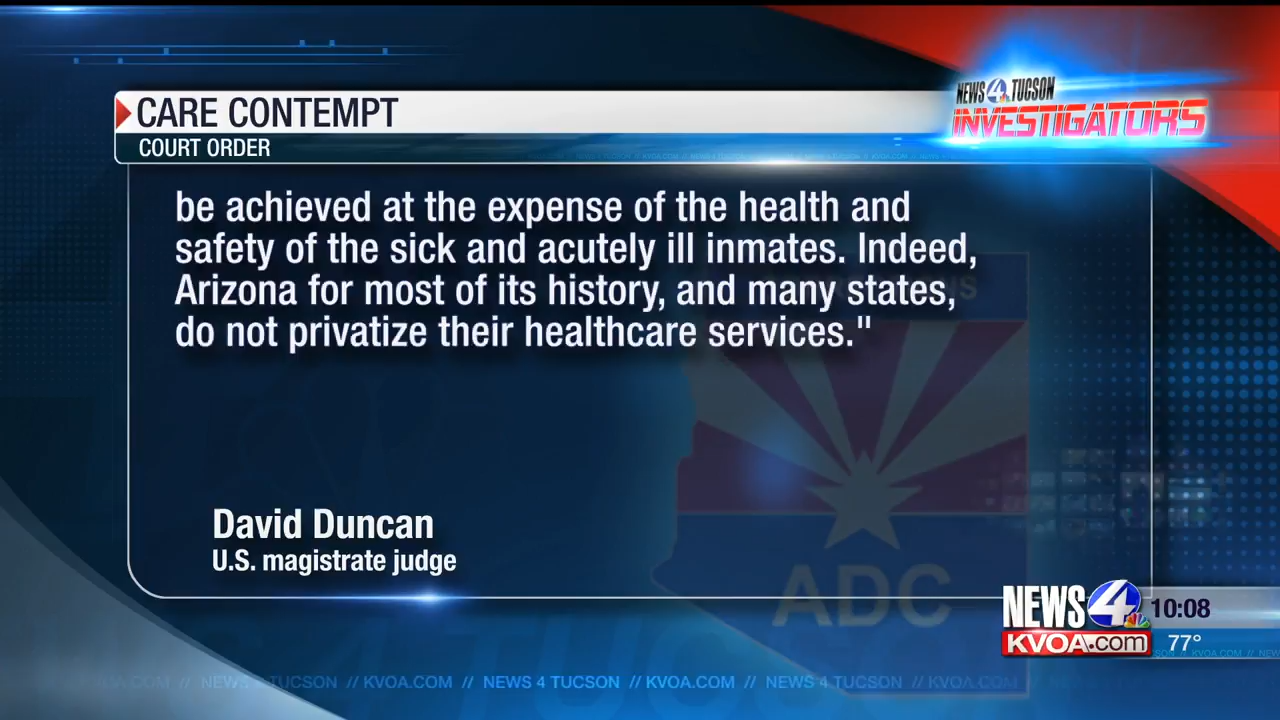 CARE CONTEMPT
COURT ORDER
NEWS 4 TUCSON
INVESTIGATORS
be achieved at the expense of the health and
safety of the sick and acutely ill inmates. Indeed,
Arizona for most of its history, and many states,
do not privatize their healthcare services."
David Duncan
U.S. magistrate judge
ADC
NEWS 4
KVOA.com
10:08
77°
// NEWS 4 TUCSON // KVOA.COM // NEWS 4 TUCSON // KVOA.COM // NEWS 4 TUCSON // KVOA.COM